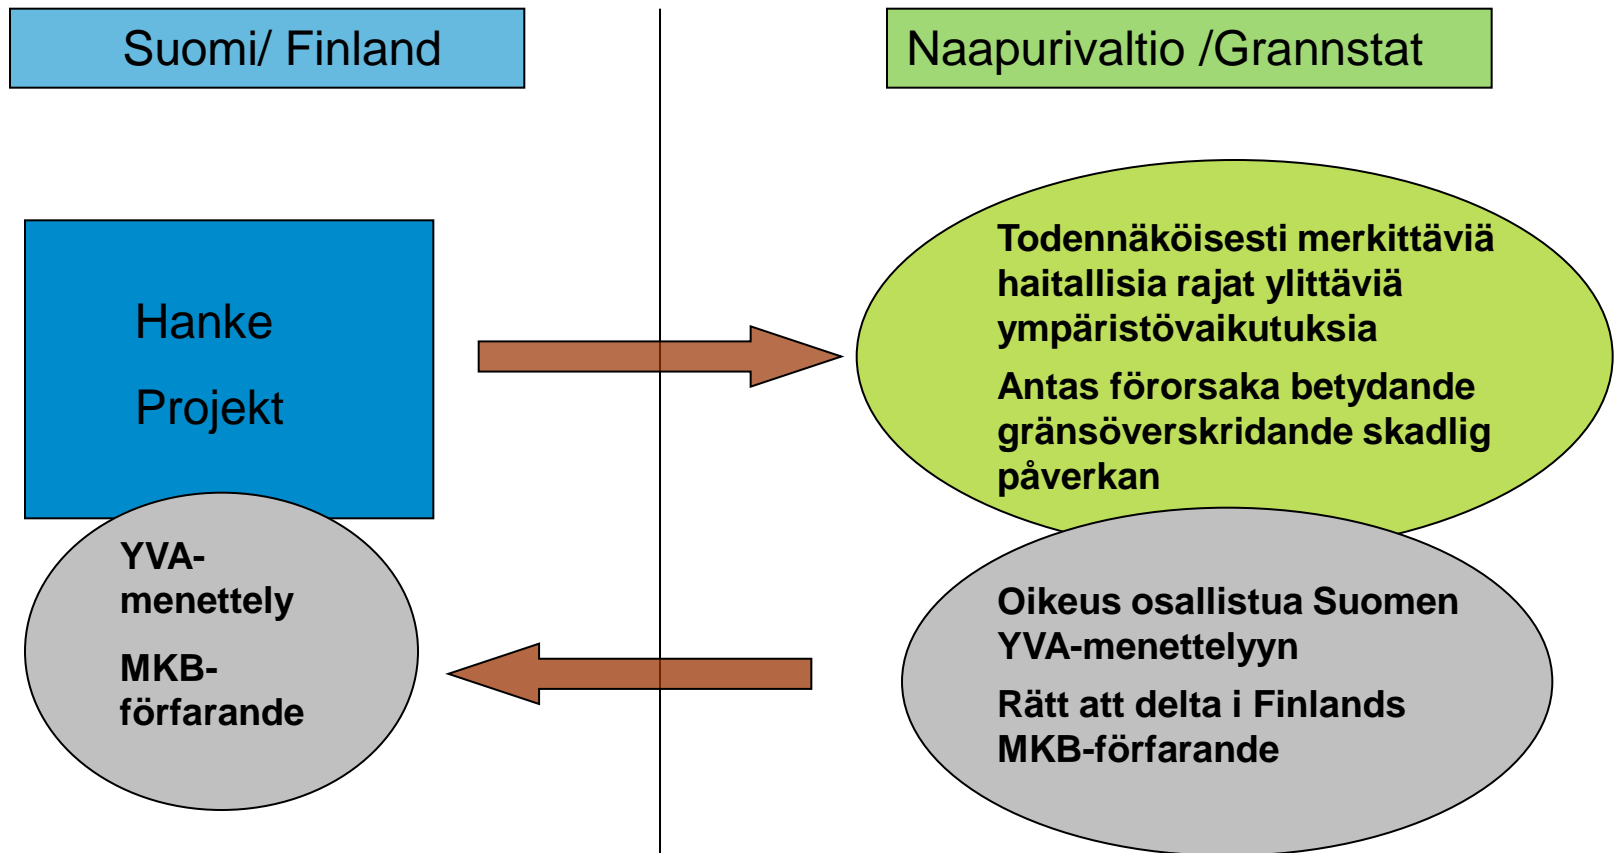 Suomi/ Finland
Naapurivaltio /Grannstat
Hanke
Projekt
Todennäköisesti merkittäviä
haitallisia rajat ylittäviä
ympäristövaikutuksia
Antas förorsaka betydande
gränsöverskridande skadlig
påverkan
YVA-
menettely
MKB-
förfarande
Oikeus osallistua Suomen
YVA-menettelyyn
Rätt att delta i Finlands
MKB-förfarande